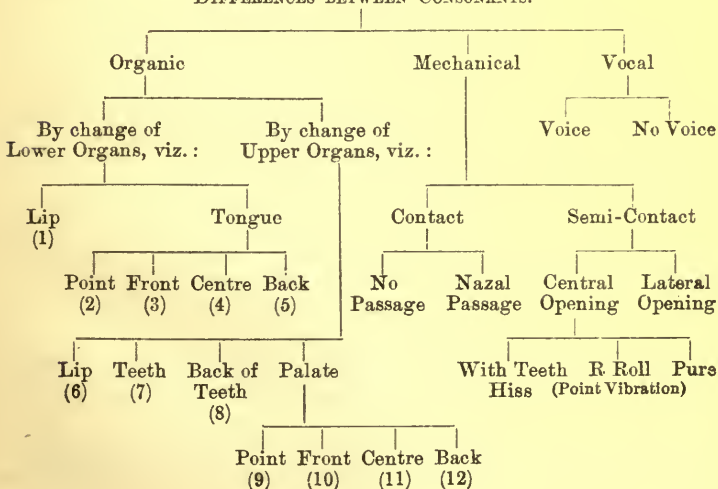 DIFFERENCES BETWEEN CONSONANTS.
Organic Mechanical Vocal
By change of By change of Voice No Voice
Lower Organs, viz. : Upper Organs, viz. :
Lip Tongue Contact Semi-Contact
(1)
Point Front Centre Back No Nazal Central Lateral
(2) (3) (4) (5) Passage Passage Opening Opening
Lip Teeth Back of Palate With Teeth R Roll Pure
(6) (7) Teeth Hiss (Point Vibration)
(8)
Point Front Centre Back
(9) (10) (11) (12)